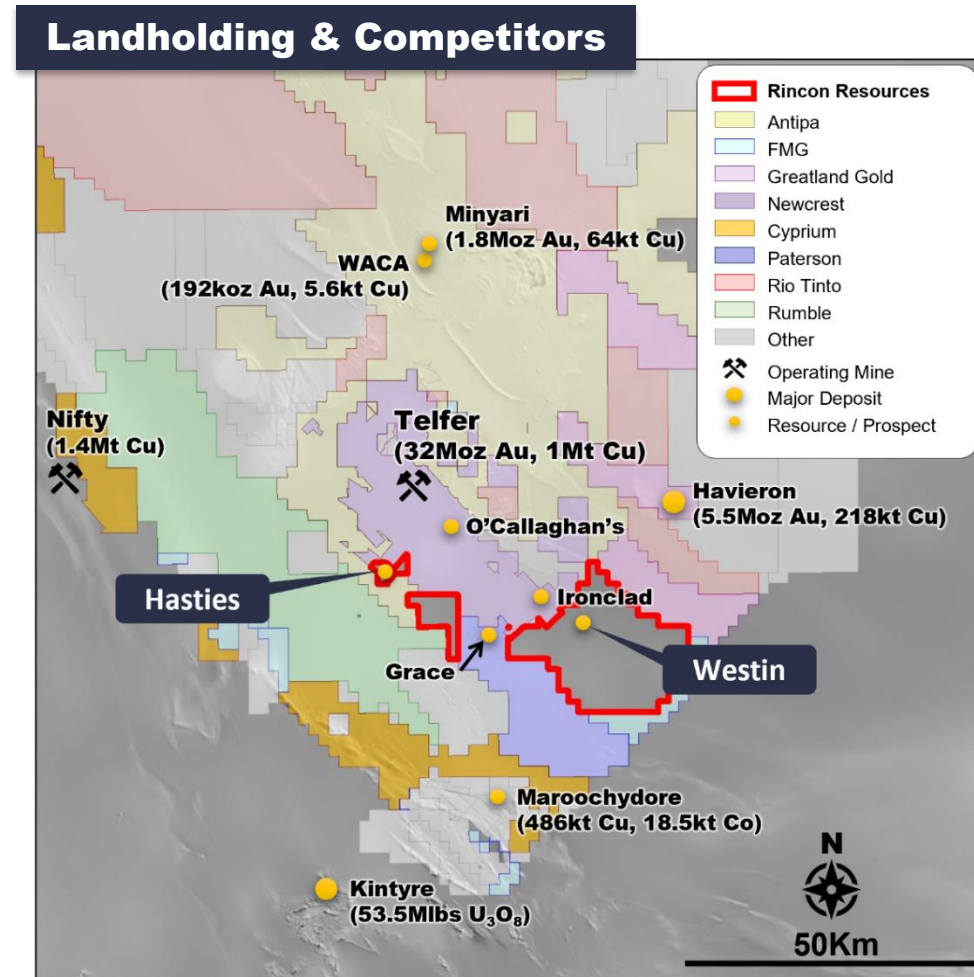 Landholding & Competitors
Rincon Resources
Antipa
FMG
Greatland Gold
Newcrest
Cyprium
Paterson
Rio Tinto
Rumble
Other
Operating Mine
Major Deposit
Resource / Prospect
Minyari
(1.8Moz Au, 64kt Cu)
WACA
(192koz Au, 5.6kt Cu)
Nifty
(1.4Mt Cu)
Telfer
(32Moz Au, 1Mt Cu)
Havieron
(5.5Moz Au, 218kt Cu)
O'Callaghan's
Hasties
Ironclad
Grace
Westin
Maroochydore
(486kt Cu, 18.5kt Co)
Kintyre
(53.5Mlbs U₃O₈)
N
50Km